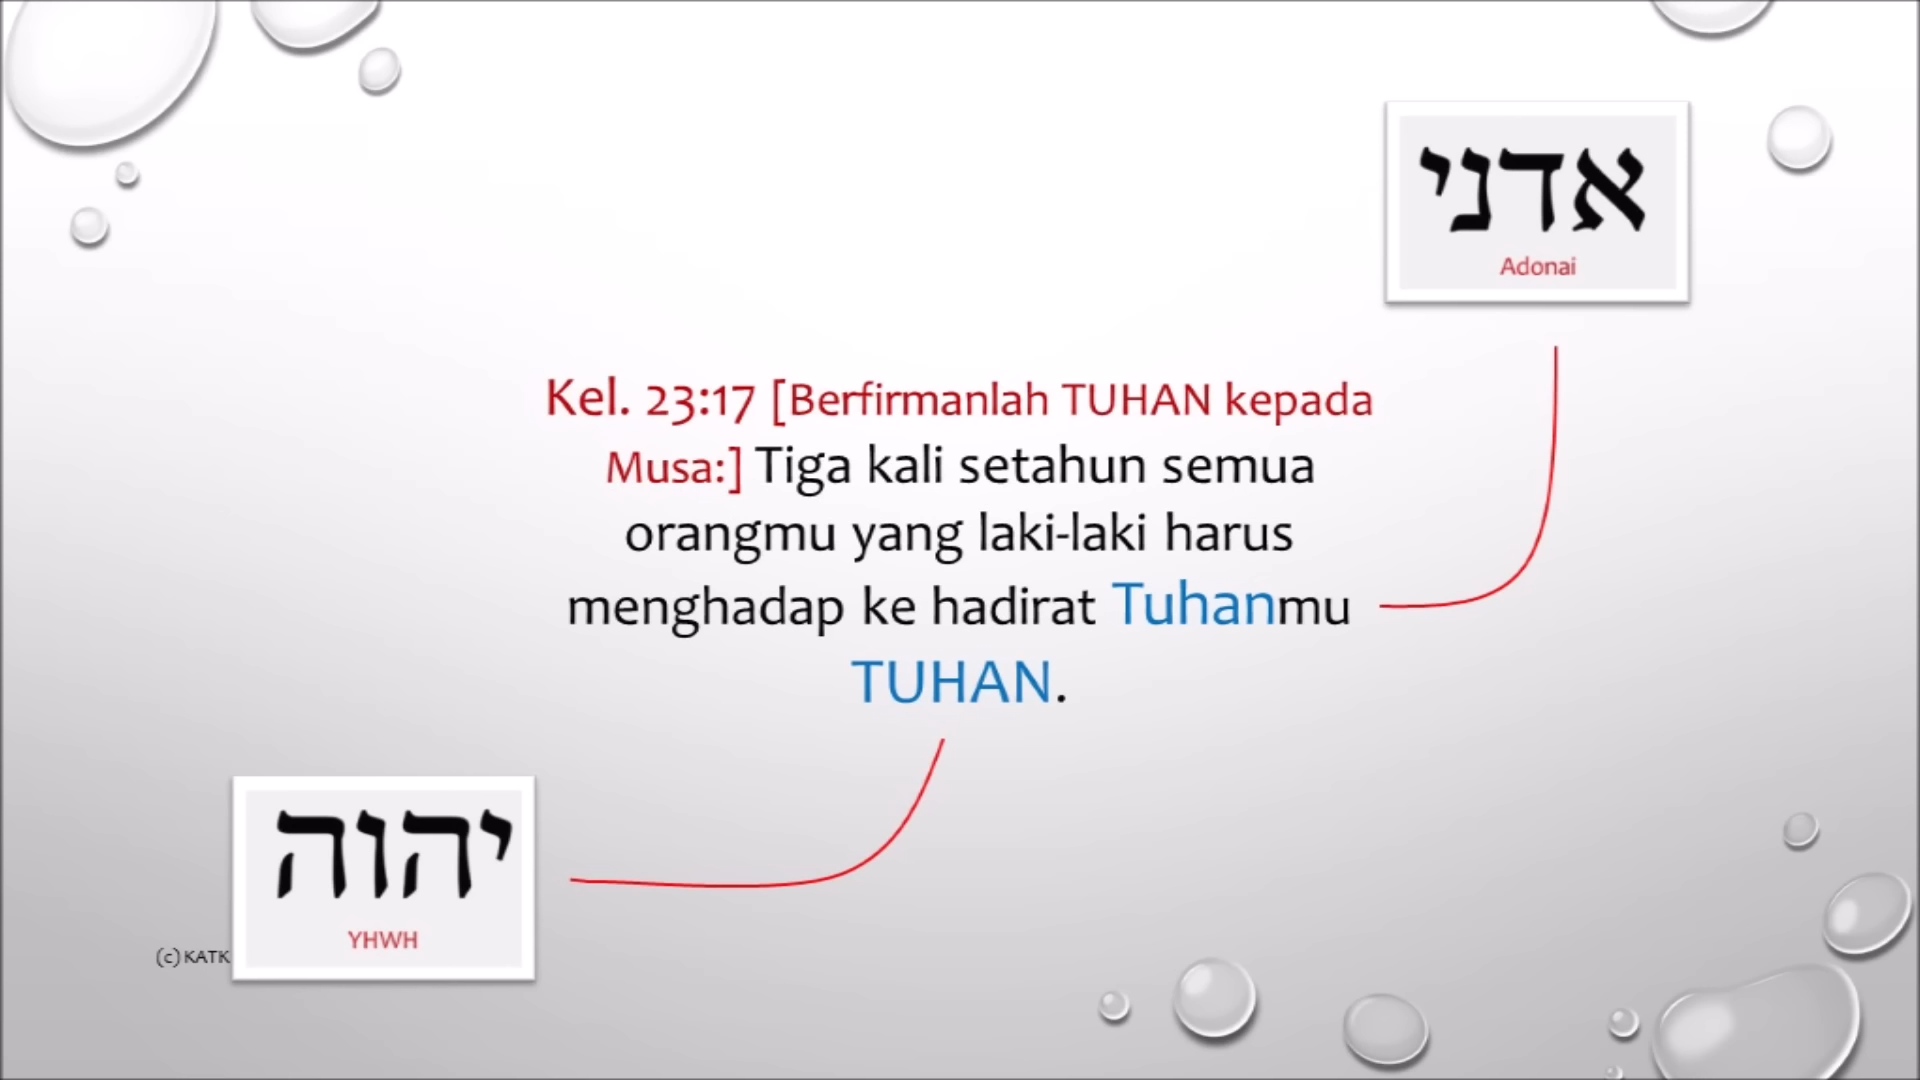 אדני
Adonai
Kel. 23:17 [Berfirmanlah TUHAN kepada
Musa:] Tiga kali setahun semua
orangmu yang laki-laki harus
menghadap ke hadirat Tuhanmu
TUHAN.
יהוה
YHWH
(c) KATK